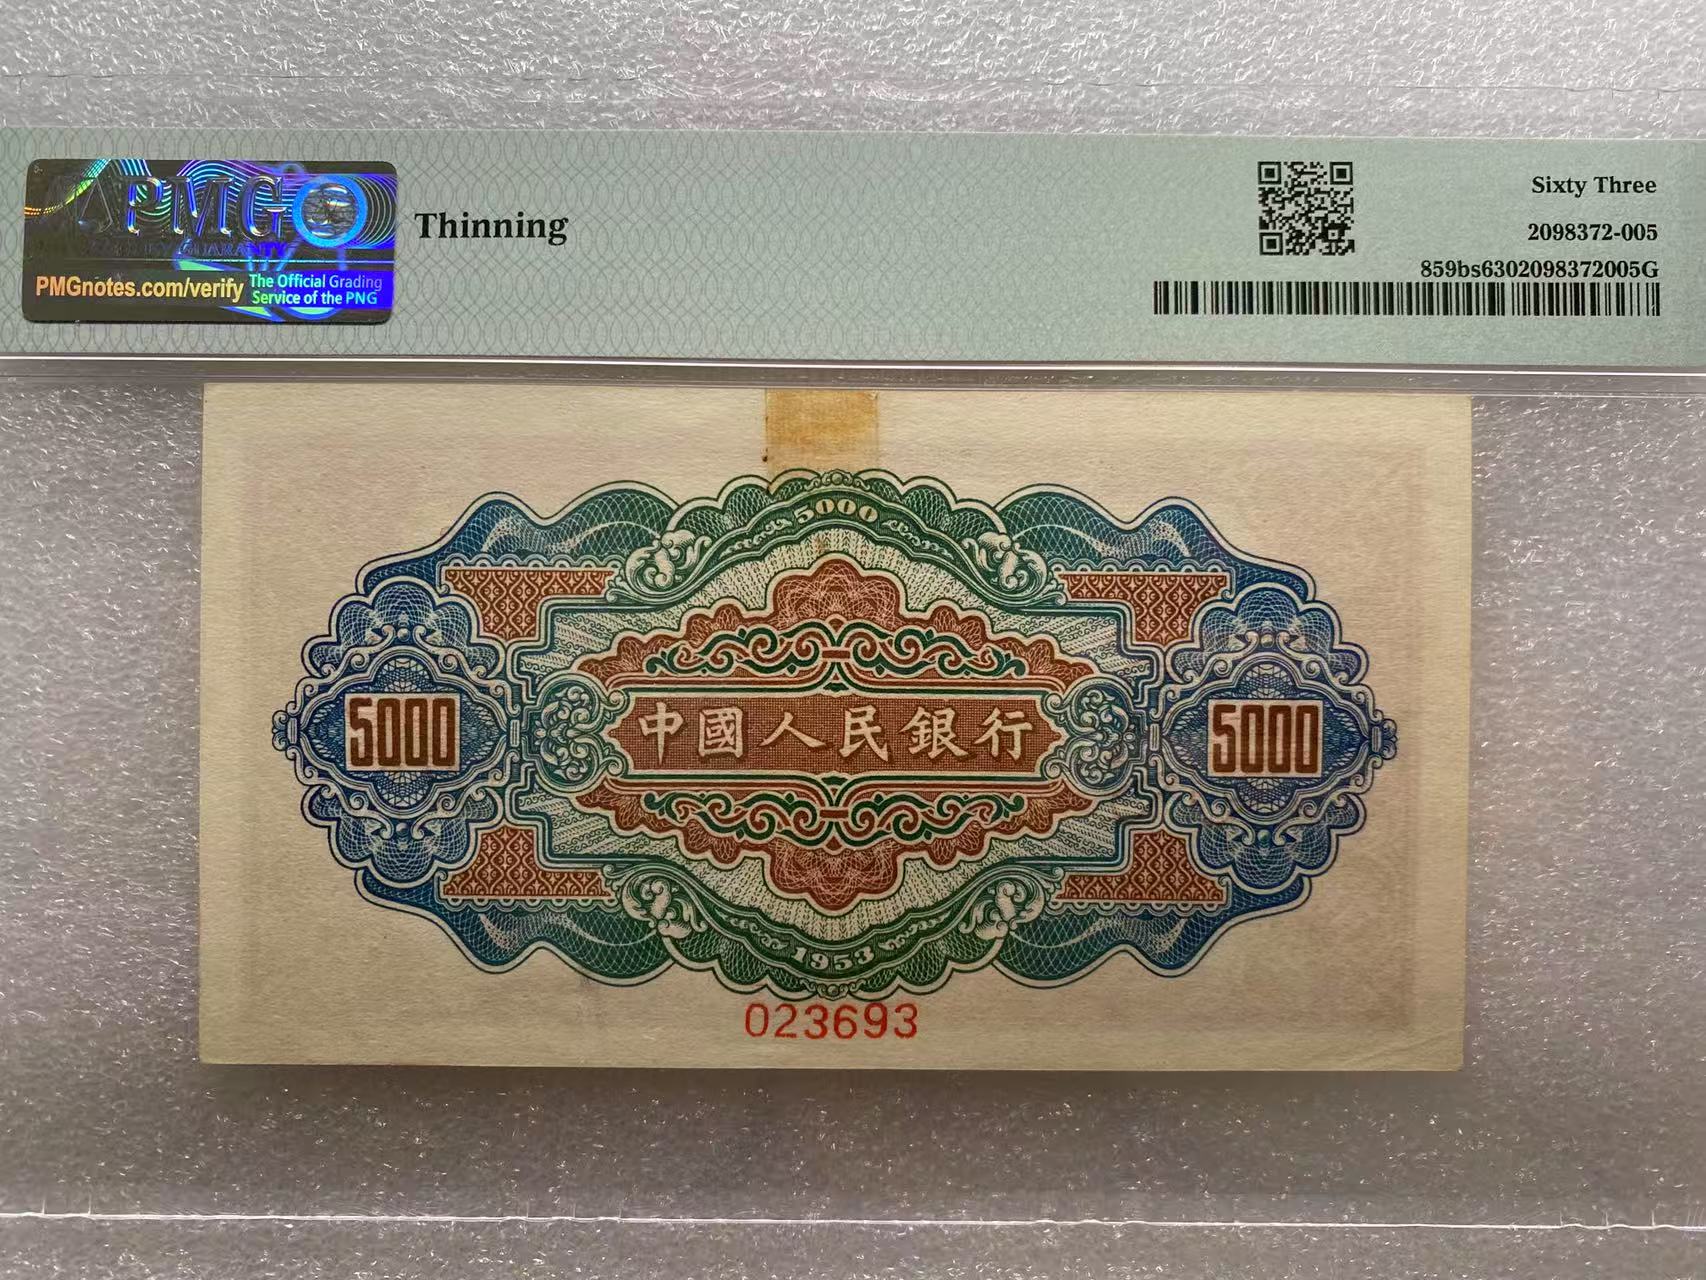 PMG
PMGnotes.com/verify
The Official Grading
Service of the PNG
Thinning
Sixty Three
2098372-005
859bs6302098372005G
5000
5000
中國人民銀行
5000
1953
023693